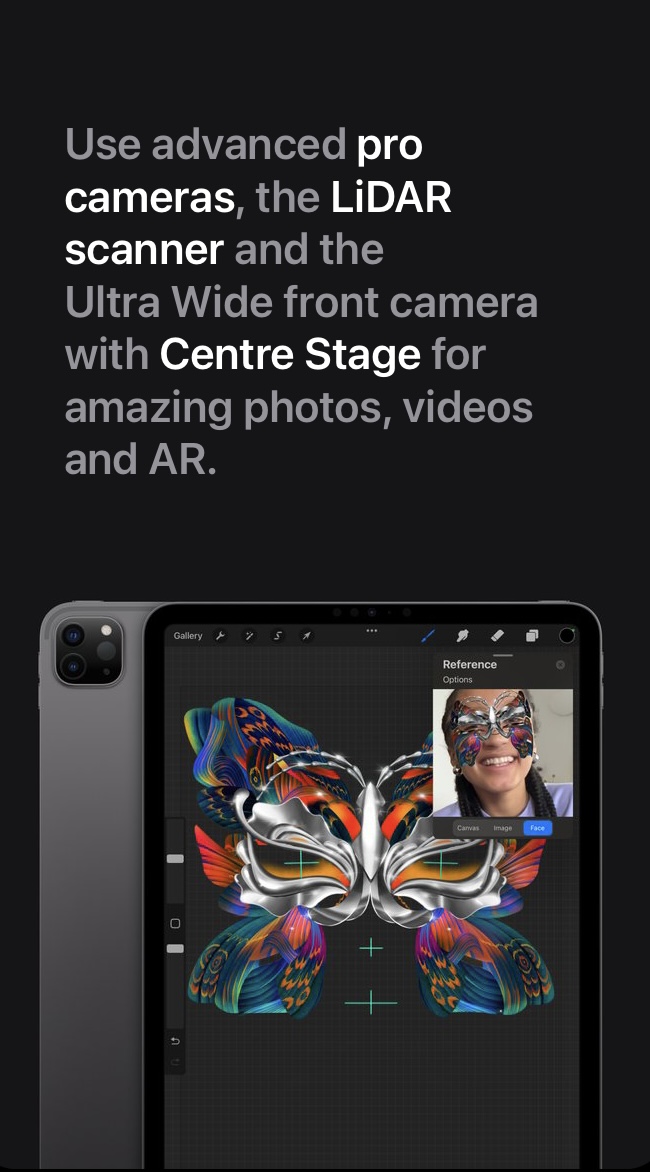 Use advanced pro
cameras, the LiDAR
scanner and the
Ultra Wide front camera
with Centre Stage for
amazing photos, videos
and AR.
Gallery
Reference
Options
Canvas Image Face